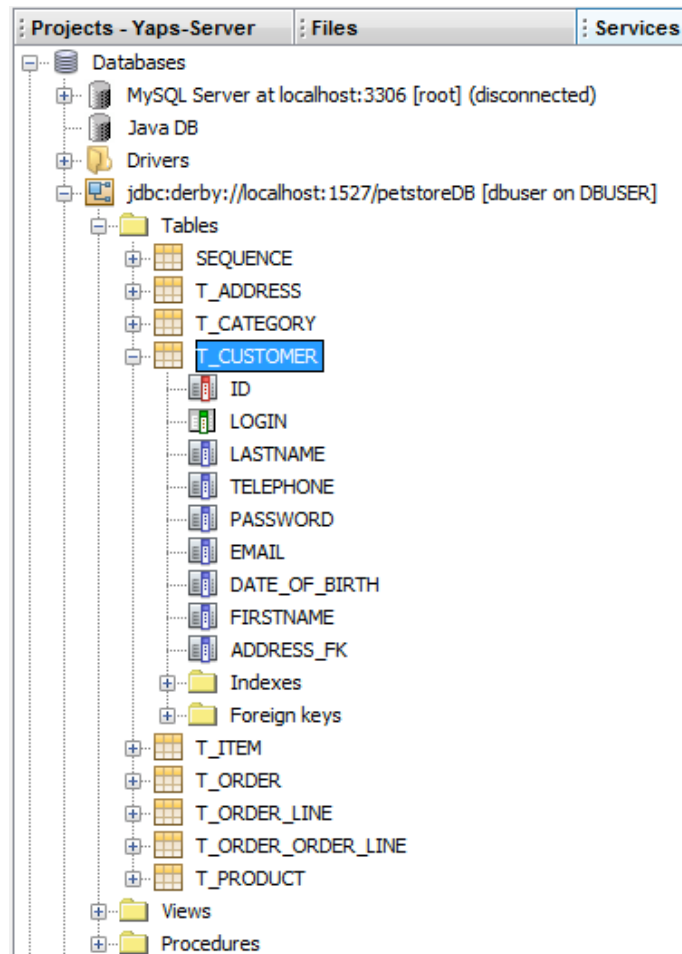 Projects - Yaps-Server Files Services
Databases
MySQL Server at localhost:3306 [root] (disconnected)
Java DB
Drivers
jdbc:derby://localhost:1527/petstoreDB [dbuser on DBUSER]
Tables
SEQUENCE
T_ADDRESS
T_CATEGORY
T_CUSTOMER
ID
LOGIN
LASTNAME
TELEPHONE
PASSWORD
EMAIL
DATE_OF_BIRTH
FIRSTNAME
ADDRESS_FK
Indexes
Foreign keys
T_ITEM
T_ORDER
T_ORDER_LINE
T_ORDER_ORDER_LINE
T_PRODUCT
Views
Procedures